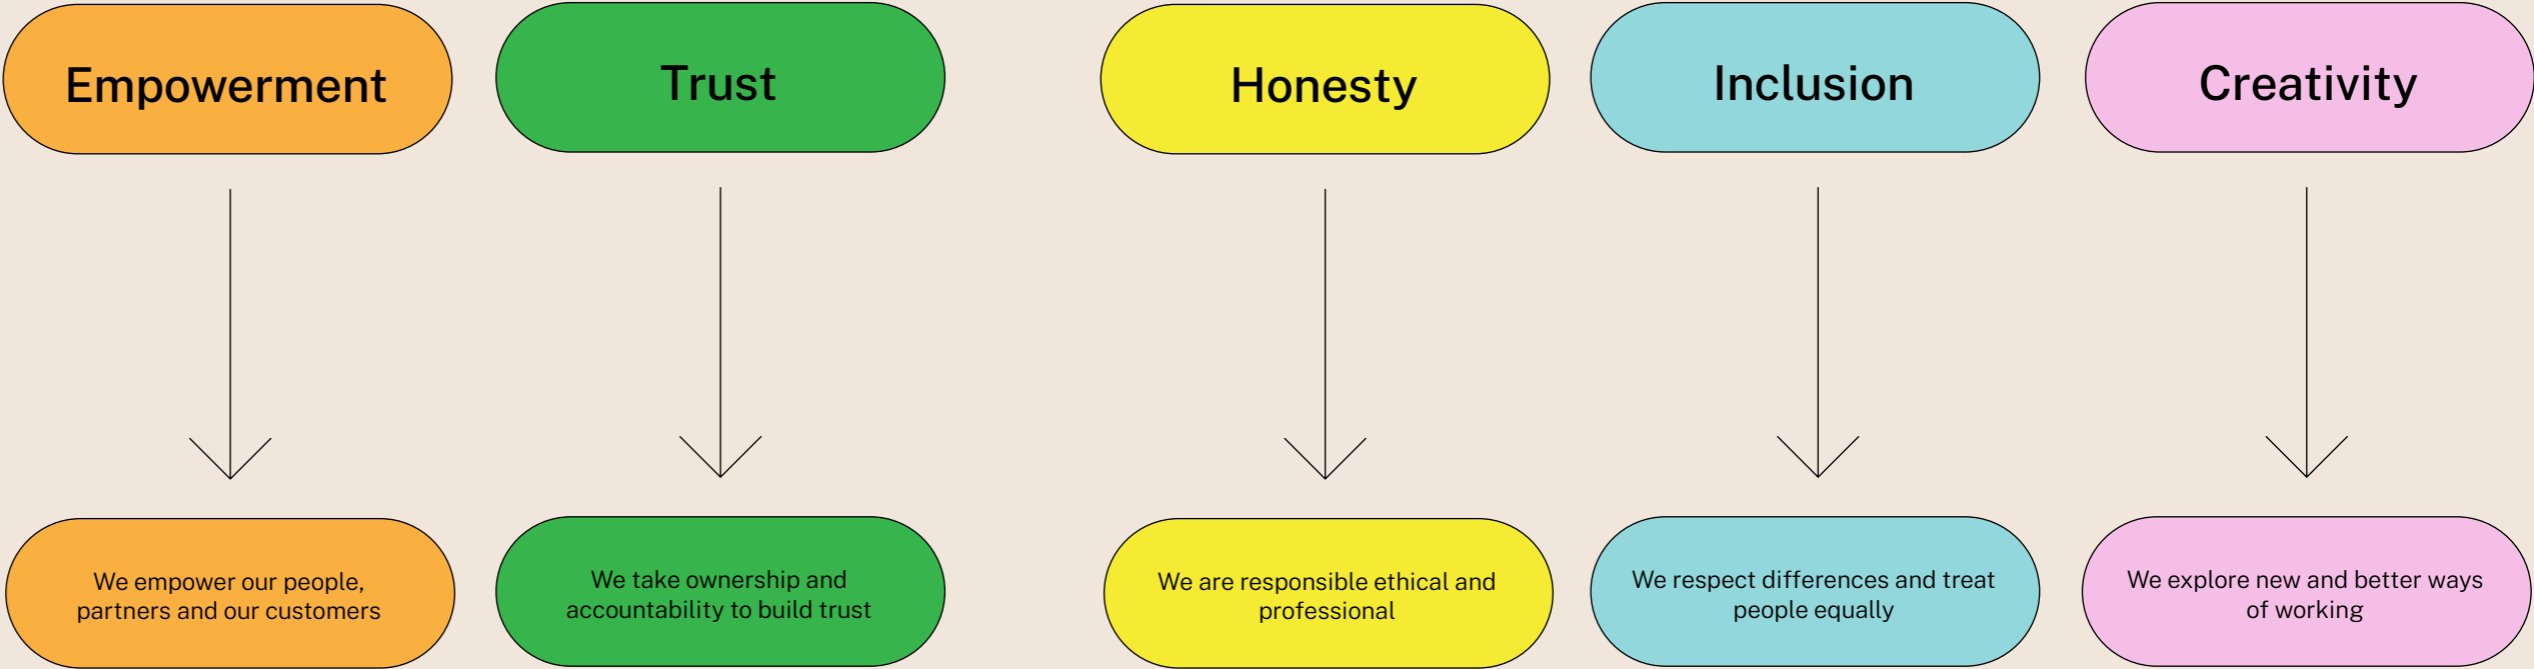 Empowerment
Trust
Honesty
Inclusion
Creativity
We empower our people,
partners and our customers
We take ownership and
accountability to build trust
We are responsible ethical and
professional
We respect differences and treat
people equally
We explore new and better ways
of working